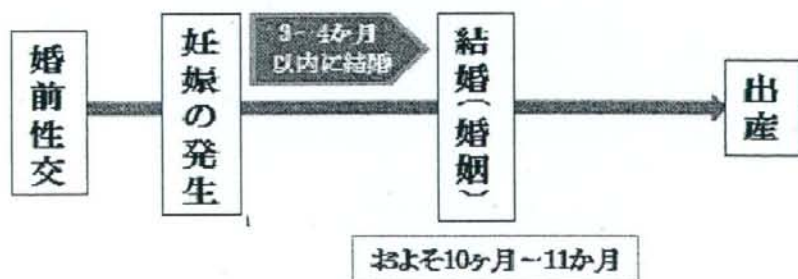 婚前性交
妊娠の発生
3~4か月
以内に結婚
結婚(婚姻)
出産
およそ10ヶ月~11か月